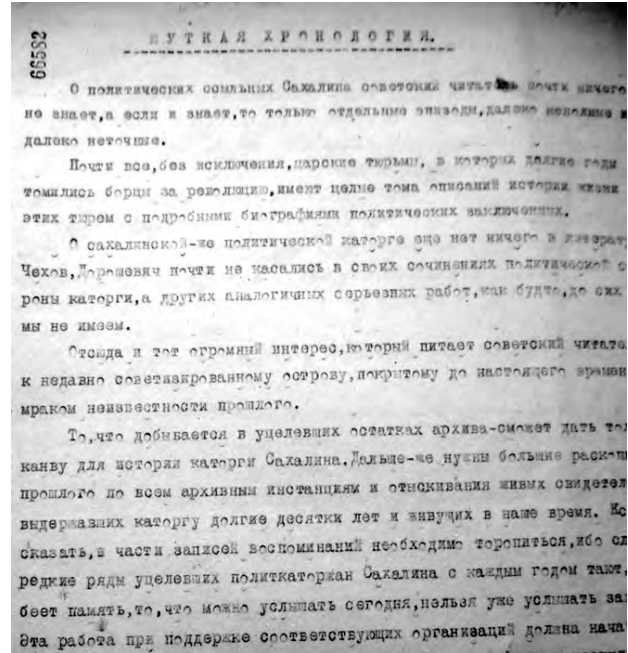 66582
ЖУТКАЯ ХРОНОЛОГИЯ.
О политических ссыльных Сахалина советский читатель почти ничего
не знает,а если и знает,то только отдельные эпизоды,далеко неполные и
далеко неточные.
Почти все,без исключения,царские тюрьмы, в которых долгие годы
томились борцы за революцию,имеют целые тома описаний истории жизни
этих тюрем с подробными биографиями политических заключенных.
О сахалинской-же политической каторге еще нет ничего в литерат
Чехов,Дорошевич почти не касались в своих сочинениях политической с
роны каторги,а других аналогичных серьезных работ,как будто,до сих
мы не имеем.
Отсюда и тот огромный интерес,который питает советский читате
к недавно советизированному острову,покрытому до настоящего времен
мраком неизвестности прошлого.
То,что добывается в уцелевших остатках архива-сможет дать тол
канву для истории каторги Сахалина.Дальше-же нужны большие раскоп
прошлого по всем архивным инстанциям и отыскивания живых свидетел
выдержавших каторгу долгие десятки лет и живущих в наше время. Кс
сказать,в части записей воспоминаний необходимо торопиться,ибо сл
редкие ряды уцелевших политкаторжан Сахалина с каждым годом тают,
беет память,то,что можно услышать сегодня,нельзя уже услышать зав
Эта работа при поддержке соответствующих организаций должна нача